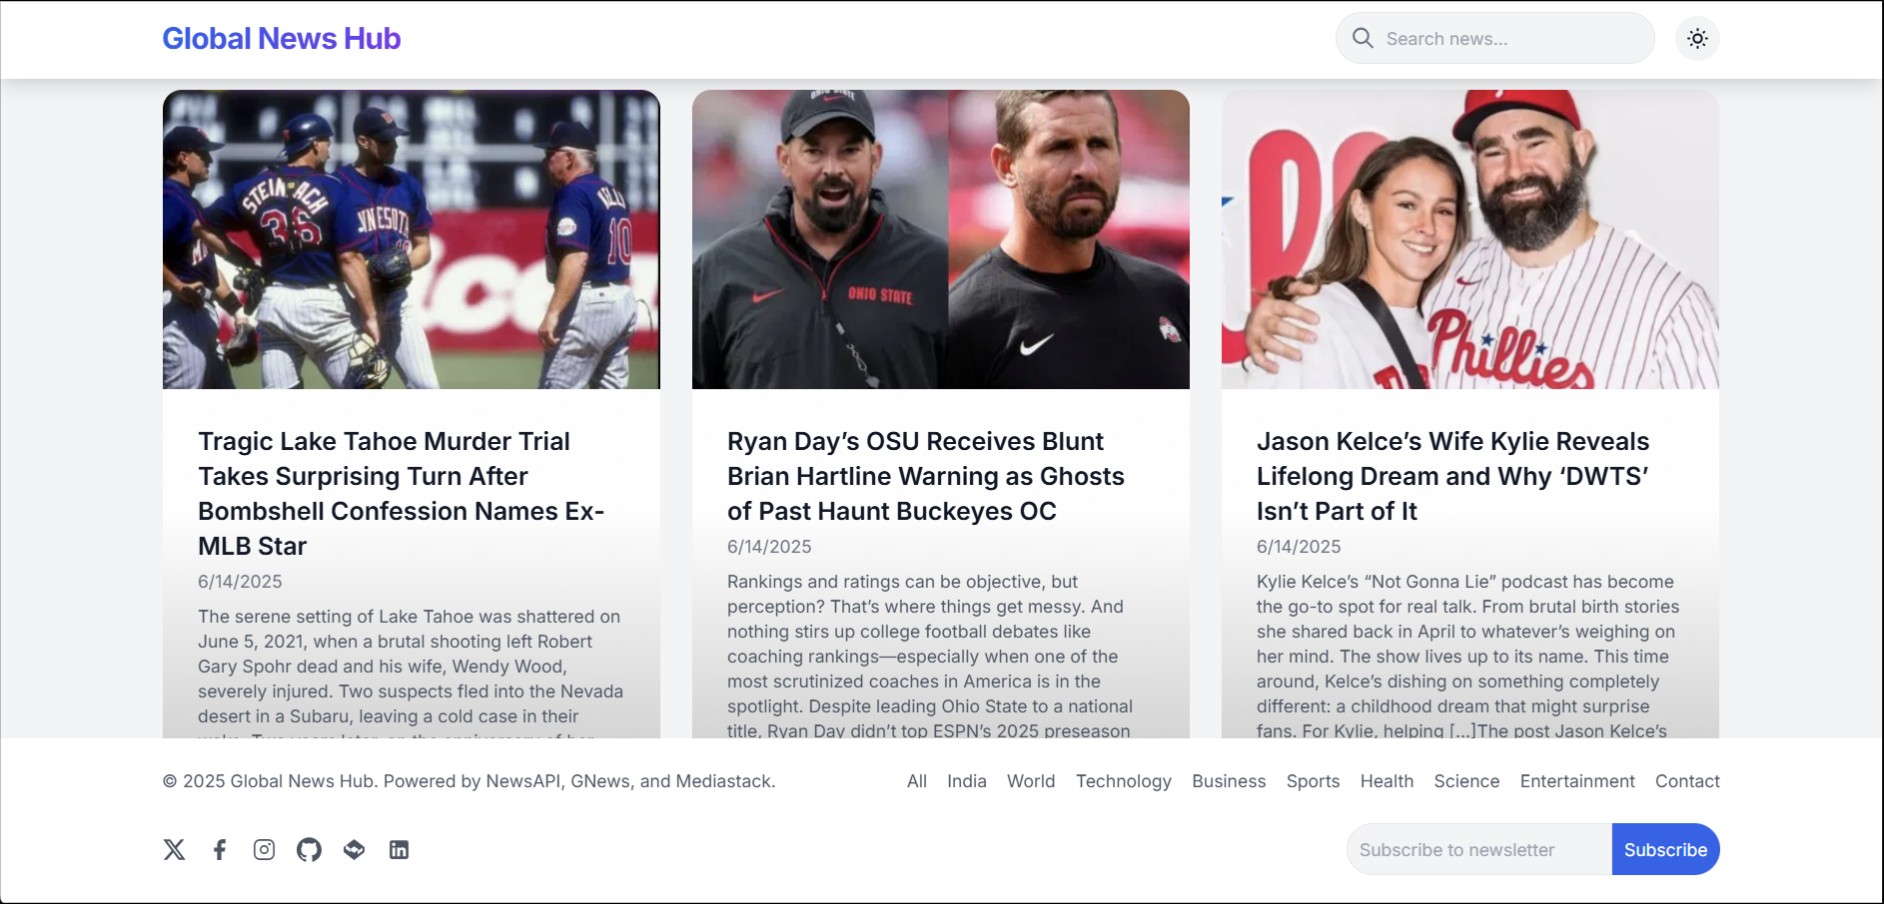 Global News Hub
Search news...
STEINBACH
36
NNESOTA
KELLY
10
OHIO STATE
OHIO STATE
Phillies
Tragic Lake Tahoe Murder Trial
Takes Surprising Turn After
Bombshell Confession Names Ex-
MLB Star
6/14/2025
The serene setting of Lake Tahoe was shattered on
June 5, 2021, when a brutal shooting left Robert
Gary Spohr dead and his wife, Wendy Wood,
severely injured. Two suspects fled into the Nevada
desert in a Subaru, leaving a cold case in their
Ryan Day’s OSU Receives Blunt
Brian Hartline Warning as Ghosts
of Past Haunt Buckeyes OC
6/14/2025
Rankings and ratings can be objective, but
perception? That’s where things get messy. And
nothing stirs up college football debates like
coaching rankings—especially when one of the
most scrutinized coaches in America is in the
spotlight. Despite leading Ohio State to a national
title, Ryan Day didn’t top ESPN’s 2025 preseason
Jason Kelce’s Wife Kylie Reveals
Lifelong Dream and Why ‘DWTS’
Isn’t Part of It
6/14/2025
Kylie Kelce’s “Not Gonna Lie” podcast has become
the go-to spot for real talk. From brutal birth stories
she shared back in April to whatever’s weighing on
her mind. The show lives up to its name. This time
around, Kelce’s dishing on something completely
different: a childhood dream that might surprise
fans. For Kylie, helping [...]The post Jason Kelce’s
© 2025 Global News Hub. Powered by NewsAPI, GNews, and Mediastack.
All India World Technology Business Sports Health Science Entertainment Contact
Subscribe to newsletter
Subscribe